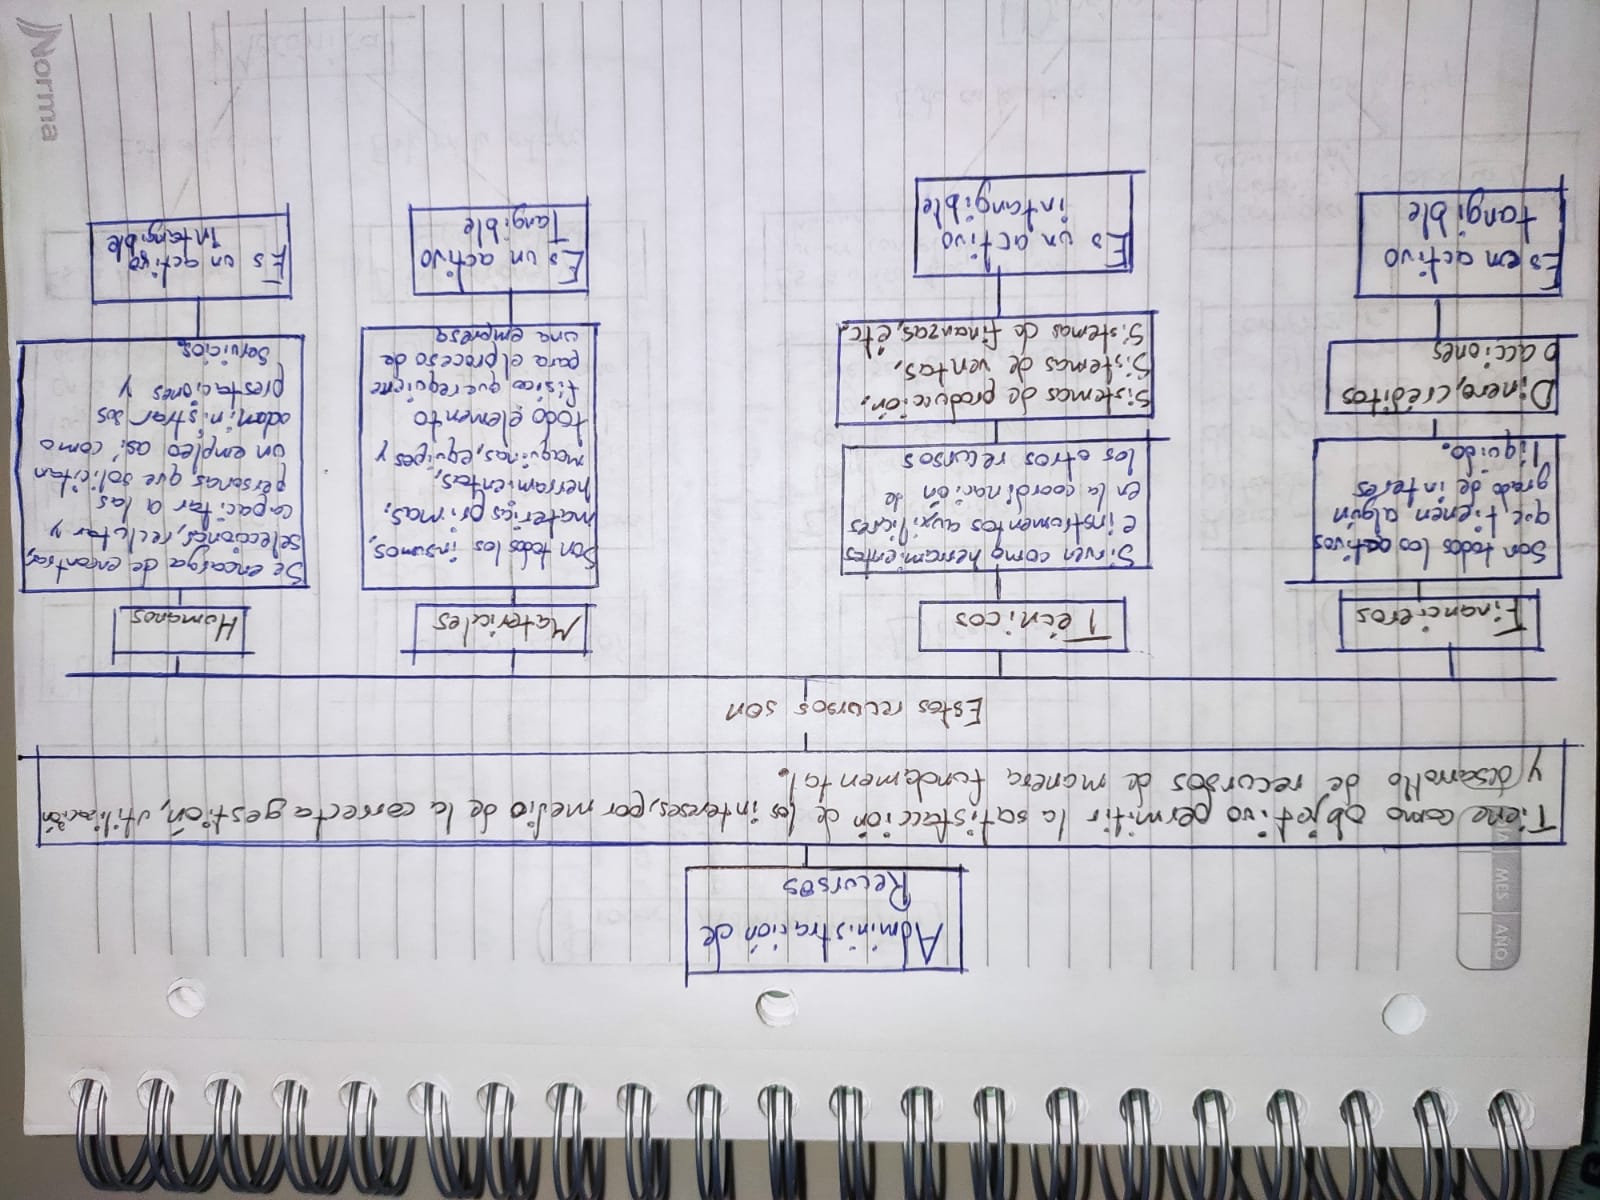 Administración de
Recursos
Tiene como objetivo permitir la satisfacción de los intereses, por medio de la correcta gestión, utilización
y desarrollo de recursos de manera fundamental.
Estos recursos son
Financieros
Son todos los activos
que tienen algún
grado de interes
líquido.
Dinero, créditos
o acciones
Es em activo
tangible
Técnicos
Sirven como herramientas
e instrumentos auxiliares
en la coordinación de
los otros recursos
Sistemas de producción,
Sistemas de ventas,
Sistemas de finanzas, etc.
Es un activo
intangible
Materiales
Son todos los insumos,
materias primas,
herramientas,
maquinas, equipos y
todo elemento
físico que requiere
para el proceso de
una empresa
Es un activo
Tangible
Humanos
Se encarga de encontrar,
seleccionar, reclutar y
capacitar a las
personas que solicitan
un empleo así como
adaministrar sus
prestaciones y
servicios.
Es un activo
intangible
MES
ANO
Norma